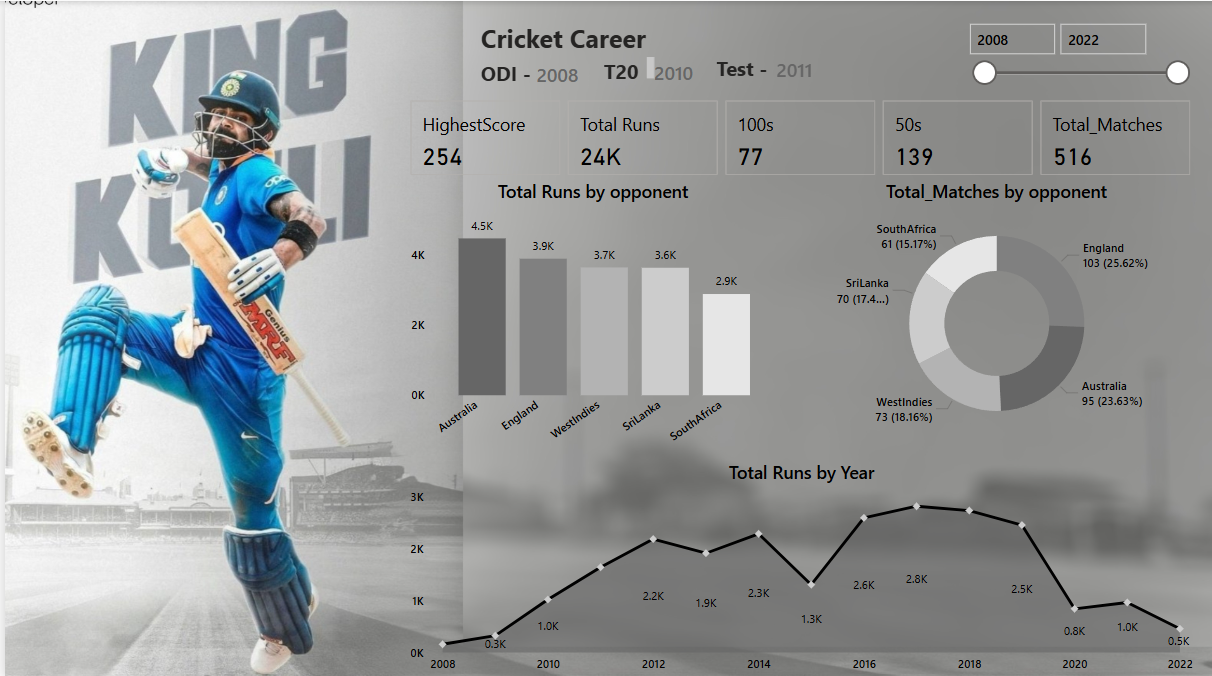 KING
KOHLI
Genius
MRF
Cricket Career
ODI - 2008 T20 2010 Test - 2011
2008 2022
HighestScore
254
Total Runs
24K
100s
77
50s
139
Total_Matches
516
Total Runs by opponent
4K
2K
0K
4.5K
3.9K
3.7K
3.6K
2.9K
Australia
England
WestIndies
SriLanka
SouthAfrica
Total_Matches by opponent
SouthAfrica
61 (15.17%)
England
103 (25.62%)
SriLanka
70 (17.4...)
Australia
95 (23.63%)
WestIndies
73 (18.16%)
Total Runs by Year
3K
2K
1K
0K
0.3K
1.0K
2.2K
1.9K
2.3K
1.3K
2.6K
2.8K
2.5K
0.8K
1.0K
0.5K
2008 2010 2012 2014 2016 2018 2020 2022